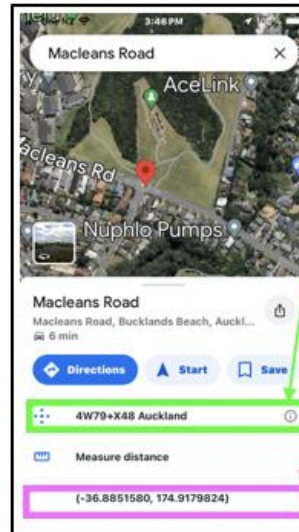 3:46 PM
Macleans Road
AceLink
Macleans Rd
Nuphlo Pumps
Macleans Road
Macleans Road, Bucklands Beach, Auckl...
6 min
Directions
Start
Save
4W79+X48 Auckland
Measure distance
(-36.8851580, 174.9179824)